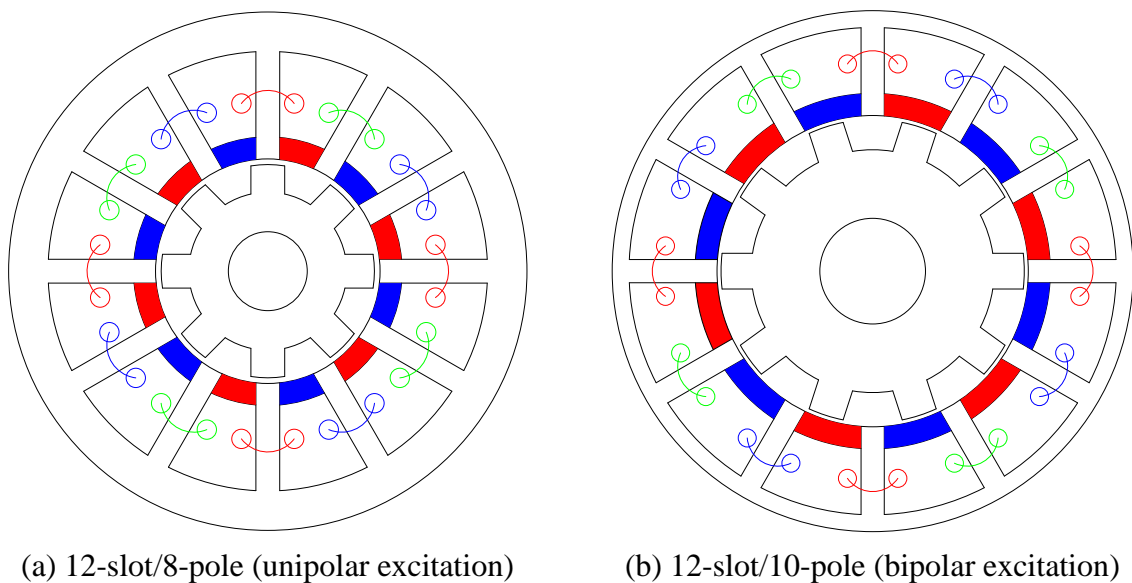 (a) 12-slot/8-pole (unipolar excitation)
(b) 12-slot/10-pole (bipolar excitation)